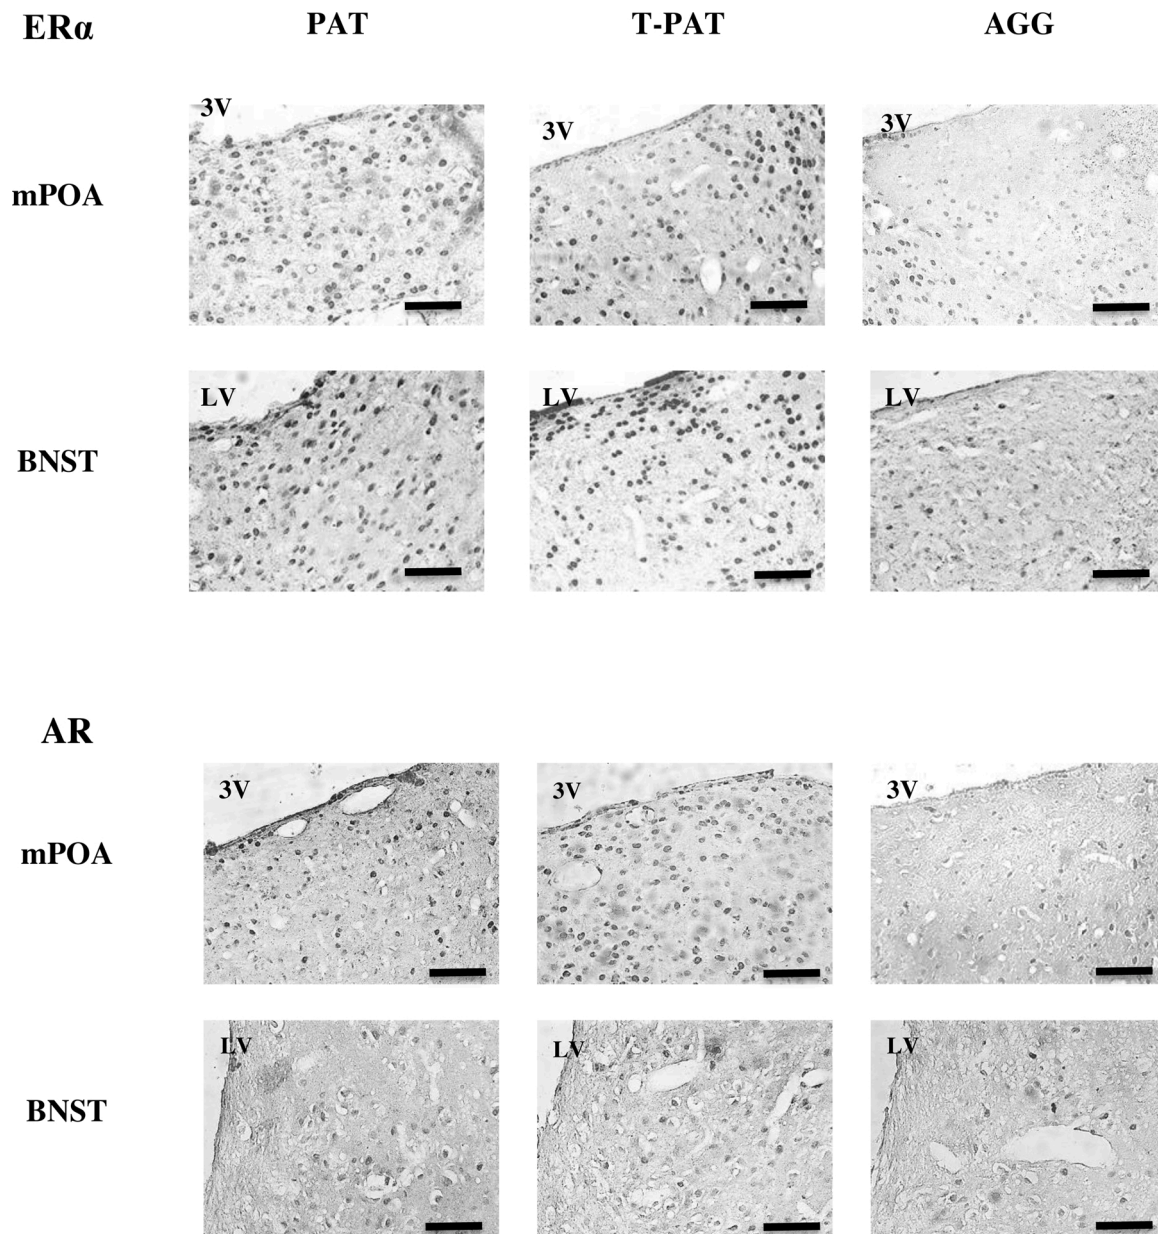 ERα PAT T-PAT AGG
3V 3V 3V
mPOA
LV LV LV
BNST
AR
3V 3V 3V
mPOA
LV LV LV
BNST